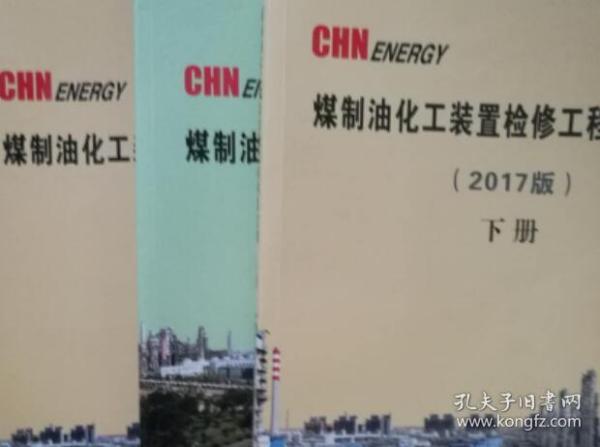 CHN ENERGY
煤制油化工
CHN
煤制油
CHN ENERGY
煤制油化工装置检修工程
(2017版)
下册
孔夫子旧书网
www.kongfz.com